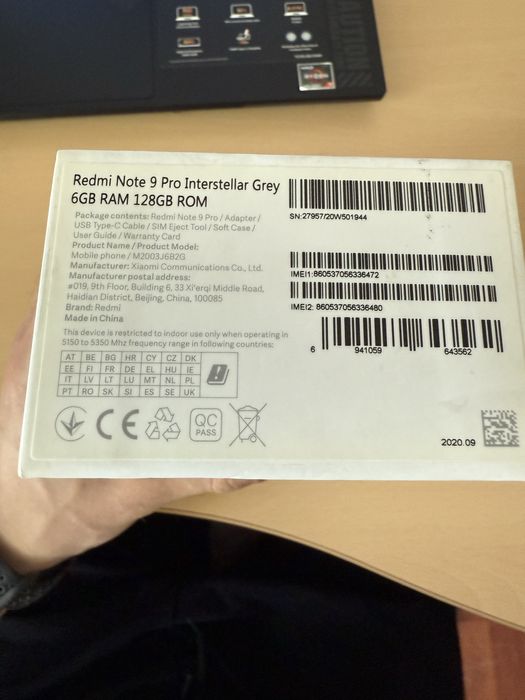 CAUTION
RYZEN
Redmi Note 9 Pro Interstellar Grey
6GB RAM 128GB ROM
Package contents: Redmi Note 9 Pro / Adapter /
USB Type-C Cable / SIM Eject Tool / Soft Case /
User Guide / Warranty Card
Product Name / Product Model:
Mobile phone / M2003J6B2G
Manufacturer: Xiaomi Communications Co., Ltd.
Manufacturer postal address:
#019, 9th Floor, Building 6, 33 Xi'erqi Middle Road,
Haidian District, Beijing, China, 100085
Brand: Redmi
Made in China
This device is restricted to indoor use only when operating in
5150 to 5350 Mhz frequency range in following countries:
AT BE BG HR CY CZ DK
EE FI FR DE EL HU IE
IT LV LT LU MT NL PL
PT RO SK SI ES SE UK
CE
QC
PASS
SN:27957/20W501944
IMEI1:860537056336472
IMEI2: 860537056336480
6 941059 643562
2020.09